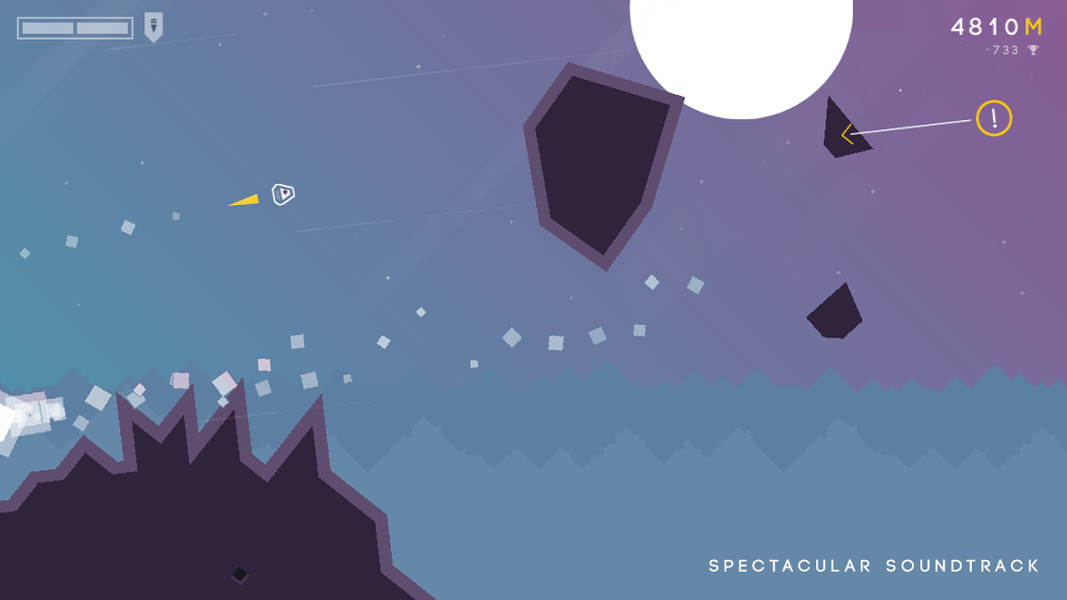 4810M
-733
!
SPECTACULAR SOUNDTRACK